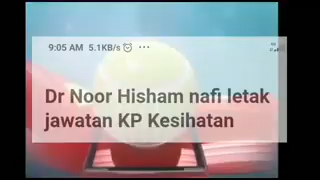 9:05 AM 5.1KB/s ...
Dr Noor Hisham nafi letak
jawatan KP Kesihatan